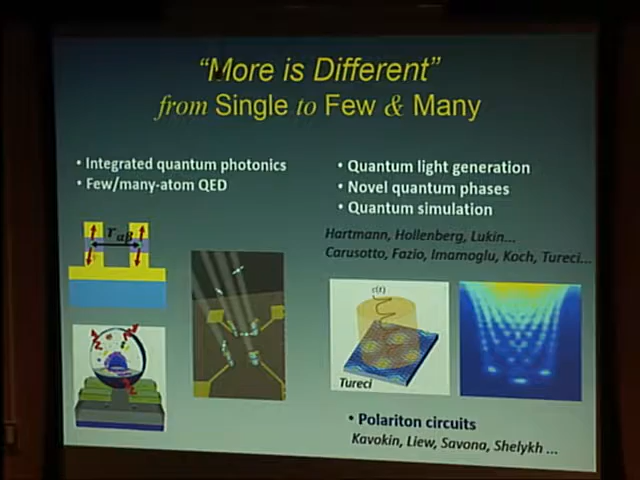 “More is Different”
from Single to Few & Many
• Integrated quantum photonics
• Few/many-atom QED
• Quantum light generation
• Novel quantum phases
• Quantum simulation
Hartmann, Hollenberg, Lukin...
Carusotto, Fazio, Imamoglu, Koch, Tureci...
rαβ
ε(t)
Tureci
• Polariton circuits
Kavokin, Liew, Savona, Shelykh ...